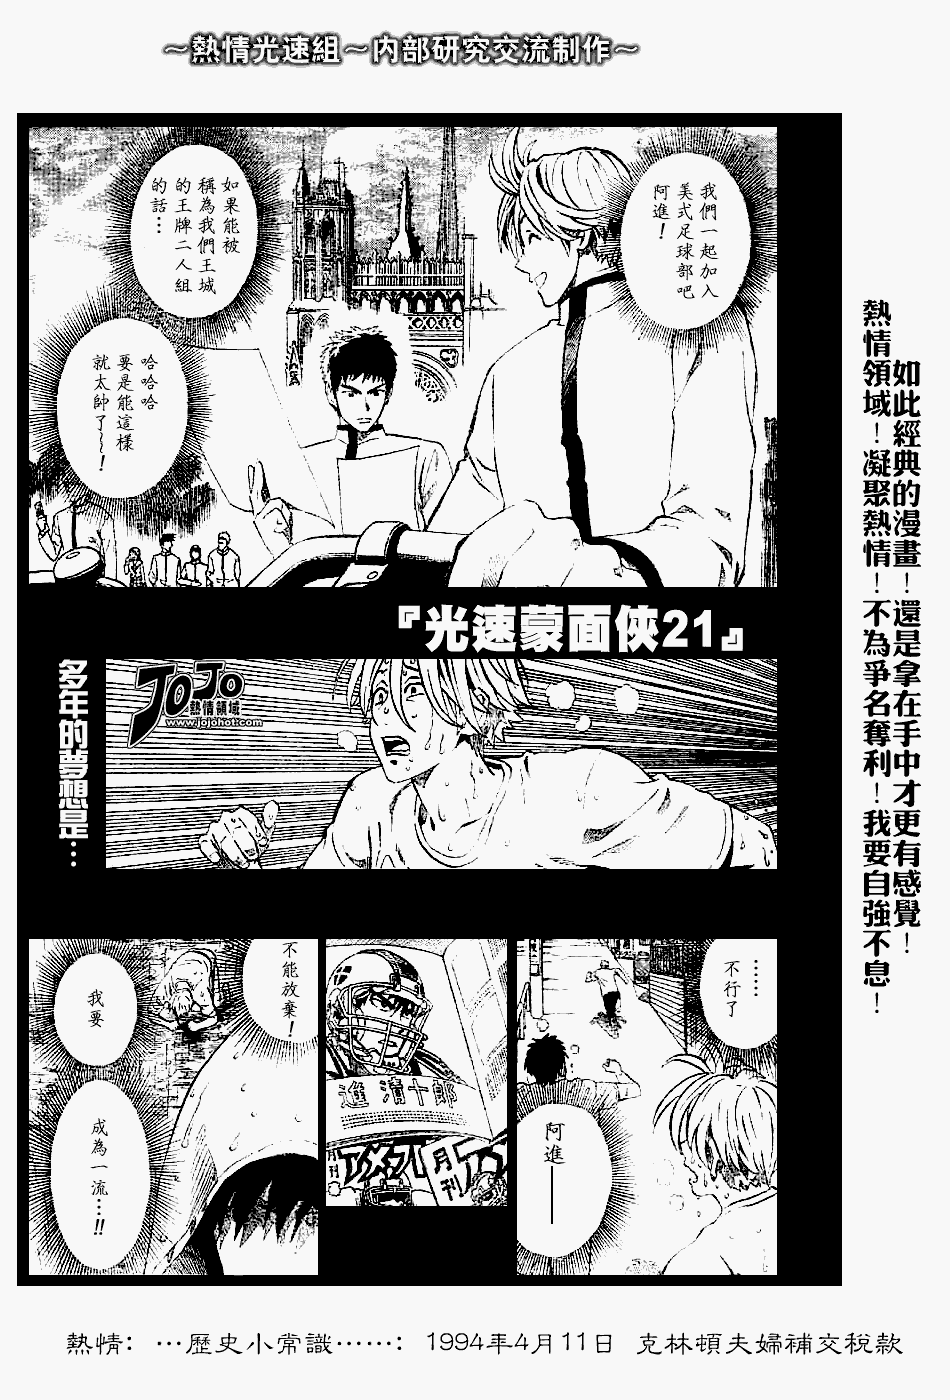 ～熱情光速組～内部研究交流制作～
我們一起加入
美式足球部吧
阿進！
如果能被
稱為我們王城
的王牌二人組
的話…
哈哈哈
要是能這樣
就太帥了～！
『光速蒙面俠21』
多年的夢想是…
JOJO
熱情領域
www.jojohot.com
……
不行了
阿進——
進清十郎
月刊
アメフト
月刊
不能放棄！
我要
成為一流…!!
如此經典的漫畫！還是拿在手中才更有感覺！
熱情領域！凝聚熱情！不為爭名奪利！我要自強不息！
熱情：…歷史小常識……：1994年4月11日 克林頓夫婦補交稅款